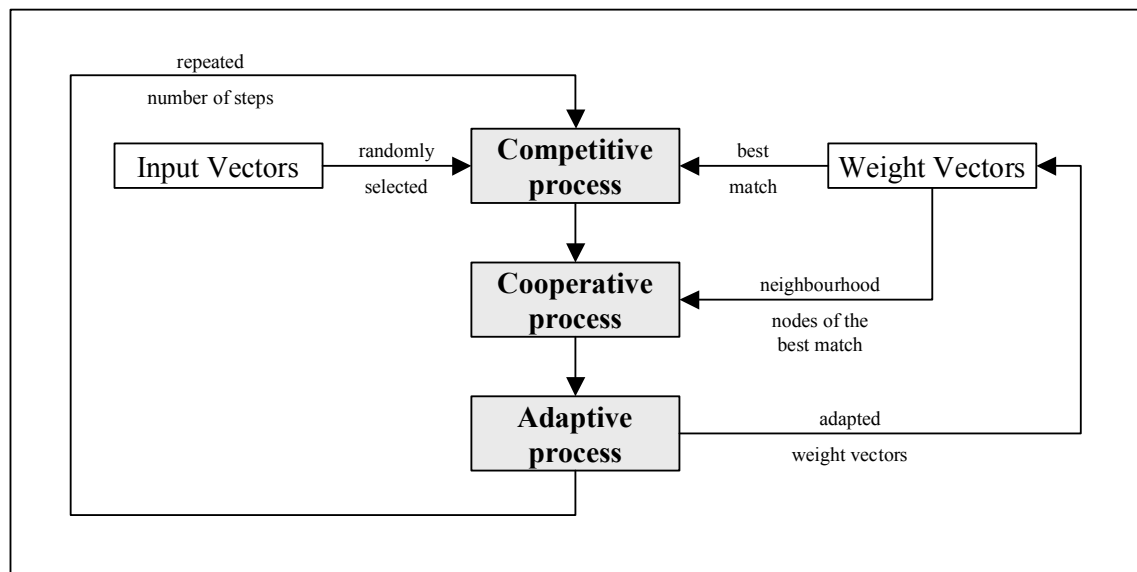 repeated
number of steps
Input Vectors
randomly
selected
Competitive
process
best
match
Weight Vectors
Cooperative
process
neighbourhood
nodes of the
best match
Adaptive
process
adapted
weight vectors